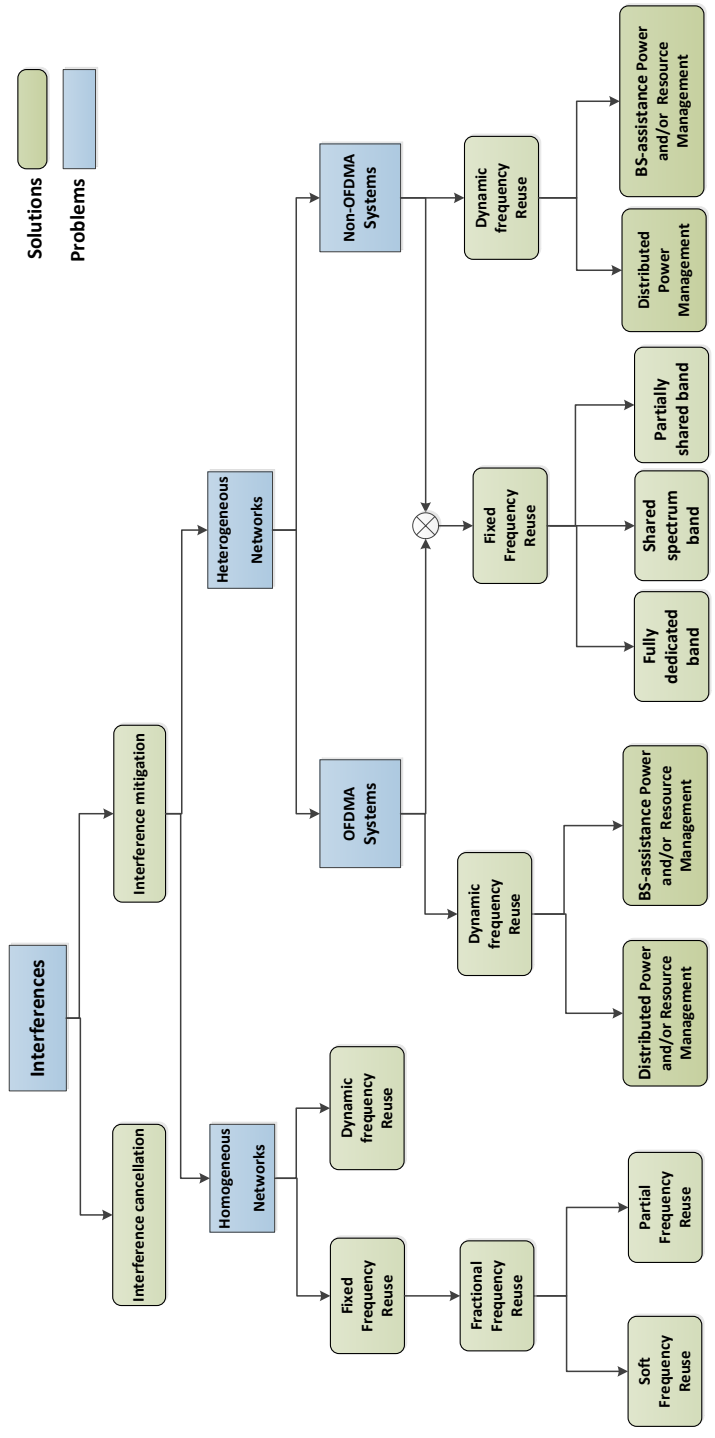 Solutions
Problems
Interferences
Interference cancellation
Interference mitigation
Homogeneous
Networks
Heterogeneous
Networks
Fixed
Frequency
Reuse
Dynamic
frequency
Reuse
OFDMA
Systems
Non-OFDMA
Systems
Fractional
Frequency
Reuse
Dynamic
frequency
Reuse
Fixed
Frequency
Reuse
Dynamic
frequency
Reuse
Soft
Frequency
Reuse
Partial
Frequency
Reuse
Distributed Power
and/or Resource
Management
BS-assistance Power
and/or Resource
Management
Fully
dedicated
band
Shared
spectrum
band
Partially
shared band
Distributed
Power
Management
BS-assistance Power
and/or Resource
Management